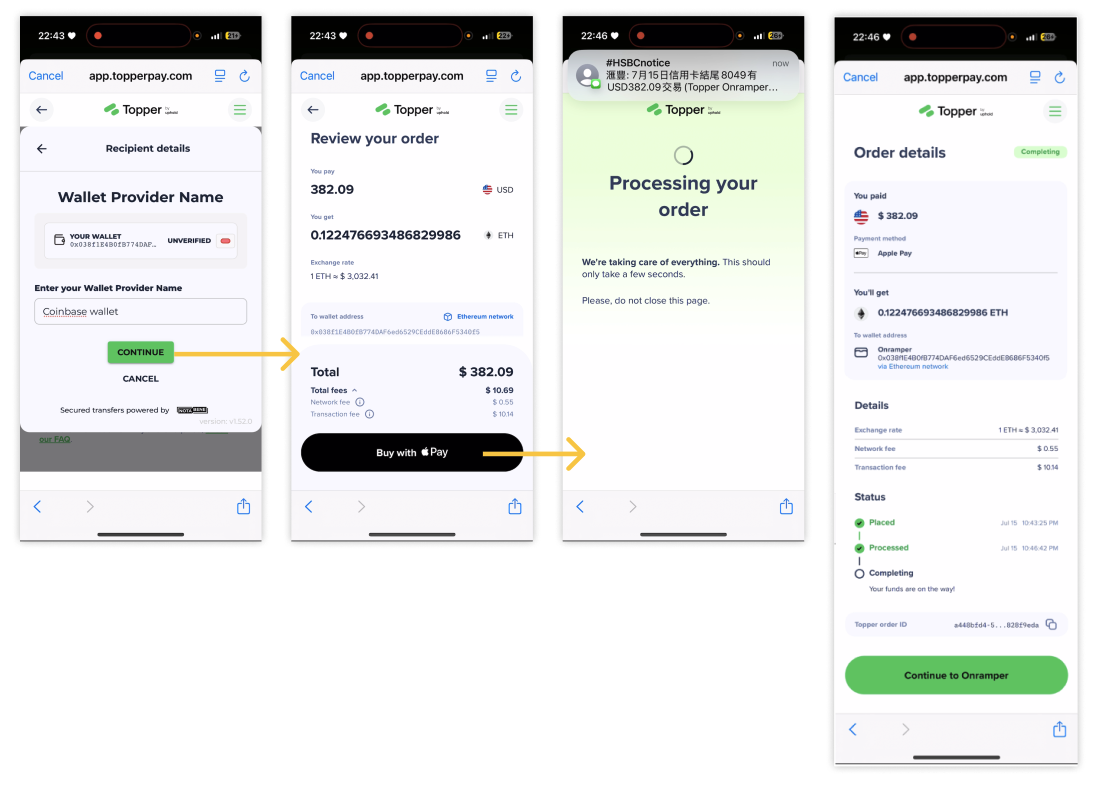 22:43
21+
Cancel
app.topperpay.com
Topper by uphold
Recipient details
Wallet Provider Name
YOUR WALLET
0x038f1E4B0fB774DAF…
UNVERIFIED
Enter your Wallet Provider Name
Coinbase wallet
CONTINUE
CANCEL
Secured transfers powered by NOTABENE
version: v1.52.0
our FAQ.
22:43
22+
Cancel
app.topperpay.com
Topper by uphold
Review your order
You pay
382.09
USD
You get
0.122476693486829986
ETH
Exchange rate
1 ETH ≈ $ 3,032.41
To wallet address
Ethereum network
0x038f1E4B0fB774DAF6ed6529CEddE8686F5340f5
Total
$ 382.09
Total fees
$ 10.69
Network fee
$ 0.55
Transaction fee
$ 10.14
Buy with Pay
22:46
25+
#HSBCnotice
now
滙豐: 7月15日信用卡結尾 8049有
USD382.09交易 (Topper Onramper...
Topper by uphold
Processing your
order
We're taking care of everything. This should
only take a few seconds.
Please, do not close this page.
22:46
26+
Cancel
app.topperpay.com
Topper by uphold
Order details
Completing
You paid
$ 382.09
Payment method
Pay
Apple Pay
You'll get
0.122476693486829986 ETH
To wallet address
Onramper
0x038f1E4B0fB774DAF6ed6529CEddE8686F5340f5
via Ethereum network
Details
Exchange rate
1 ETH ≈ $ 3,032.41
Network fee
$ 0.55
Transaction fee
$ 10.14
Status
Placed
Jul 15 10:43:25 PM
Processed
Jul 15 10:46:42 PM
Completing
Your funds are on the way!
Topper order ID
a448bfd4-5...828f9eda
Continue to Onramper